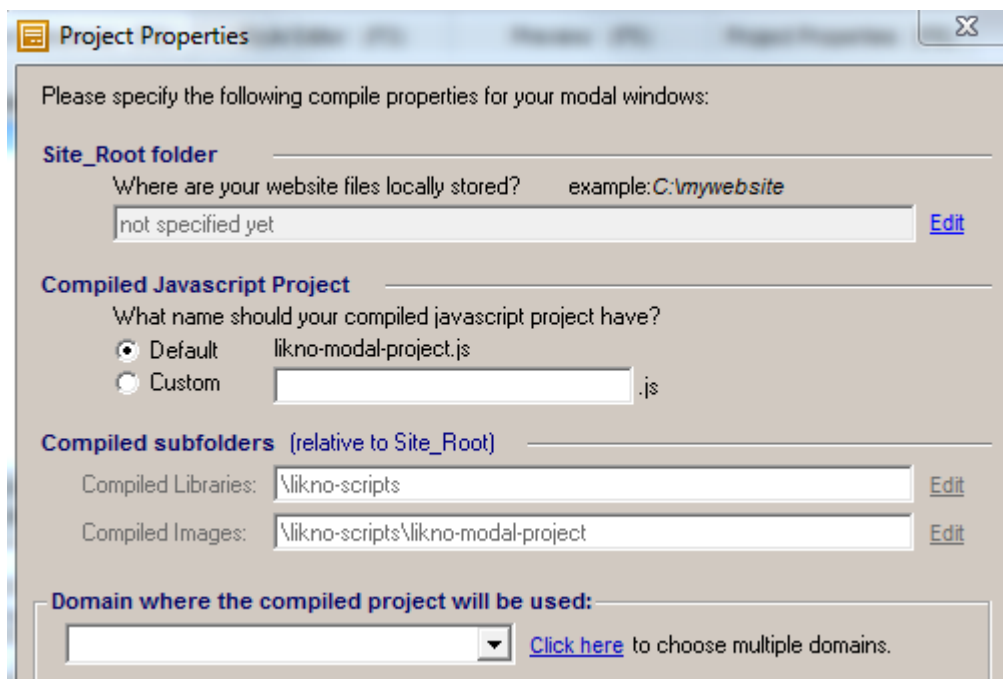 Project Properties
Please specify the following compile properties for your modal windows:
Site_Root folder
Where are your website files locally stored? example:C:\mywebsite
not specified yet Edit
Compiled Javascript Project
What name should your compiled javascript project have?
Default likno-modal-project.js
Custom .js
Compiled subfolders (relative to Site_Root)
Compiled Libraries: \likno-scripts Edit
Compiled Images: \likno-scripts\likno-modal-project Edit
Domain where the compiled project will be used:
Click here to choose multiple domains.